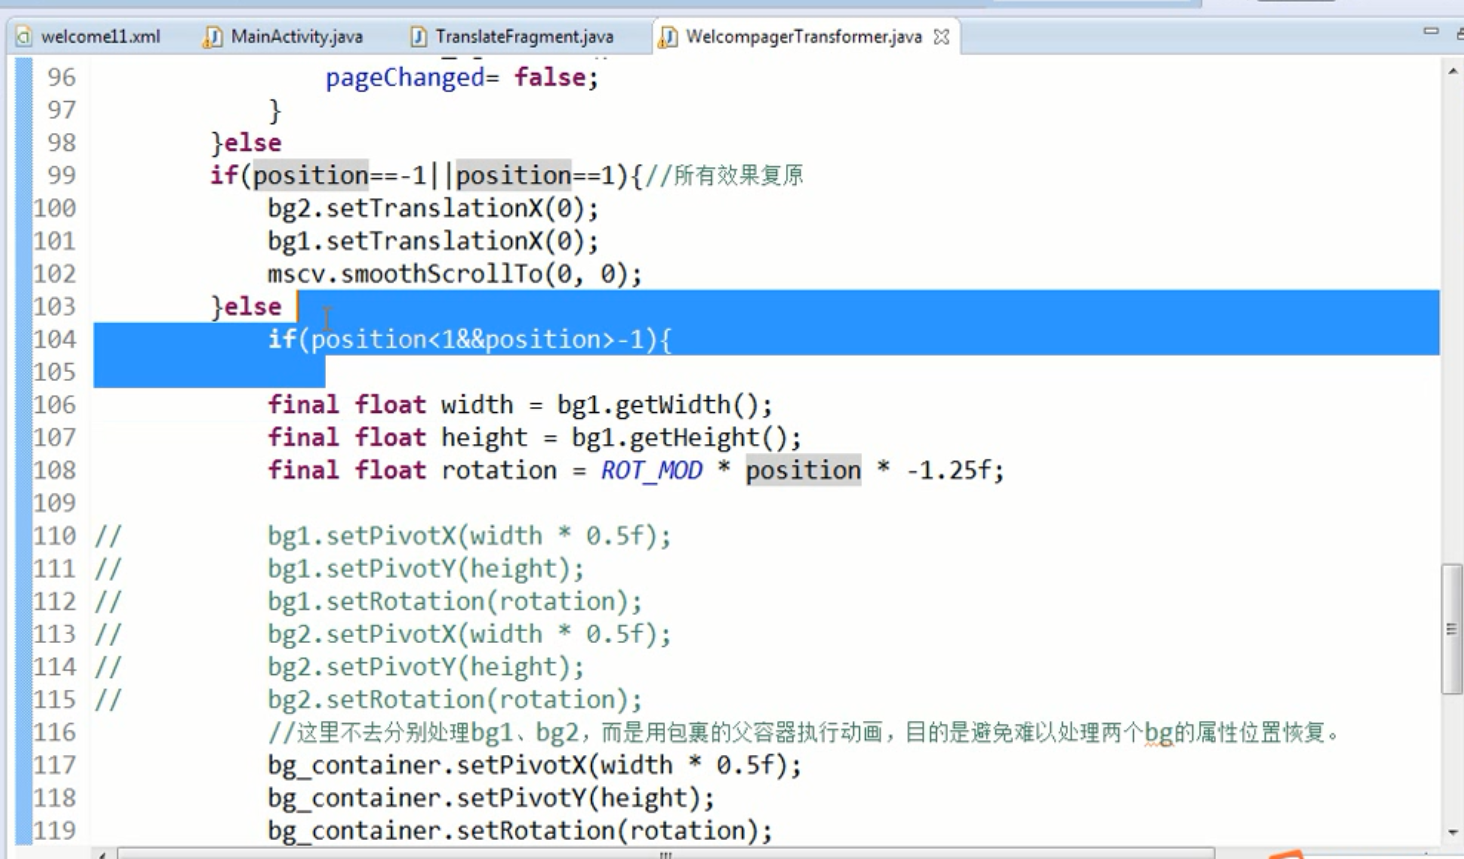 welcome11.xml MainActivity.java TranslateFragment.java WelcompagerTransformer.java
96 pageChanged= false;
97 }
98 }else
99 if(position==-1||position==1){//所有效果复原
100 bg2.setTranslationX(0);
101 bg1.setTranslationX(0);
102 mscv.smoothScrollTo(0, 0);
103 }else
104 if(position<1&&position>-1){
105
106 final float width = bg1.getWidth();
107 final float height = bg1.getHeight();
108 final float rotation = ROT_MOD * position * -1.25f;
109
110 // bg1.setPivotX(width * 0.5f);
111 // bg1.setPivotY(height);
112 // bg1.setRotation(rotation);
113 // bg2.setPivotX(width * 0.5f);
114 // bg2.setPivotY(height);
115 // bg2.setRotation(rotation);
116 //这里不去分别处理bg1、bg2，而是用包裹的父容器执行动画，目的是避免难以处理两个bg的属性位置恢复。
117 bg_container.setPivotX(width * 0.5f);
118 bg_container.setPivotY(height);
119 bg_container.setRotation(rotation);